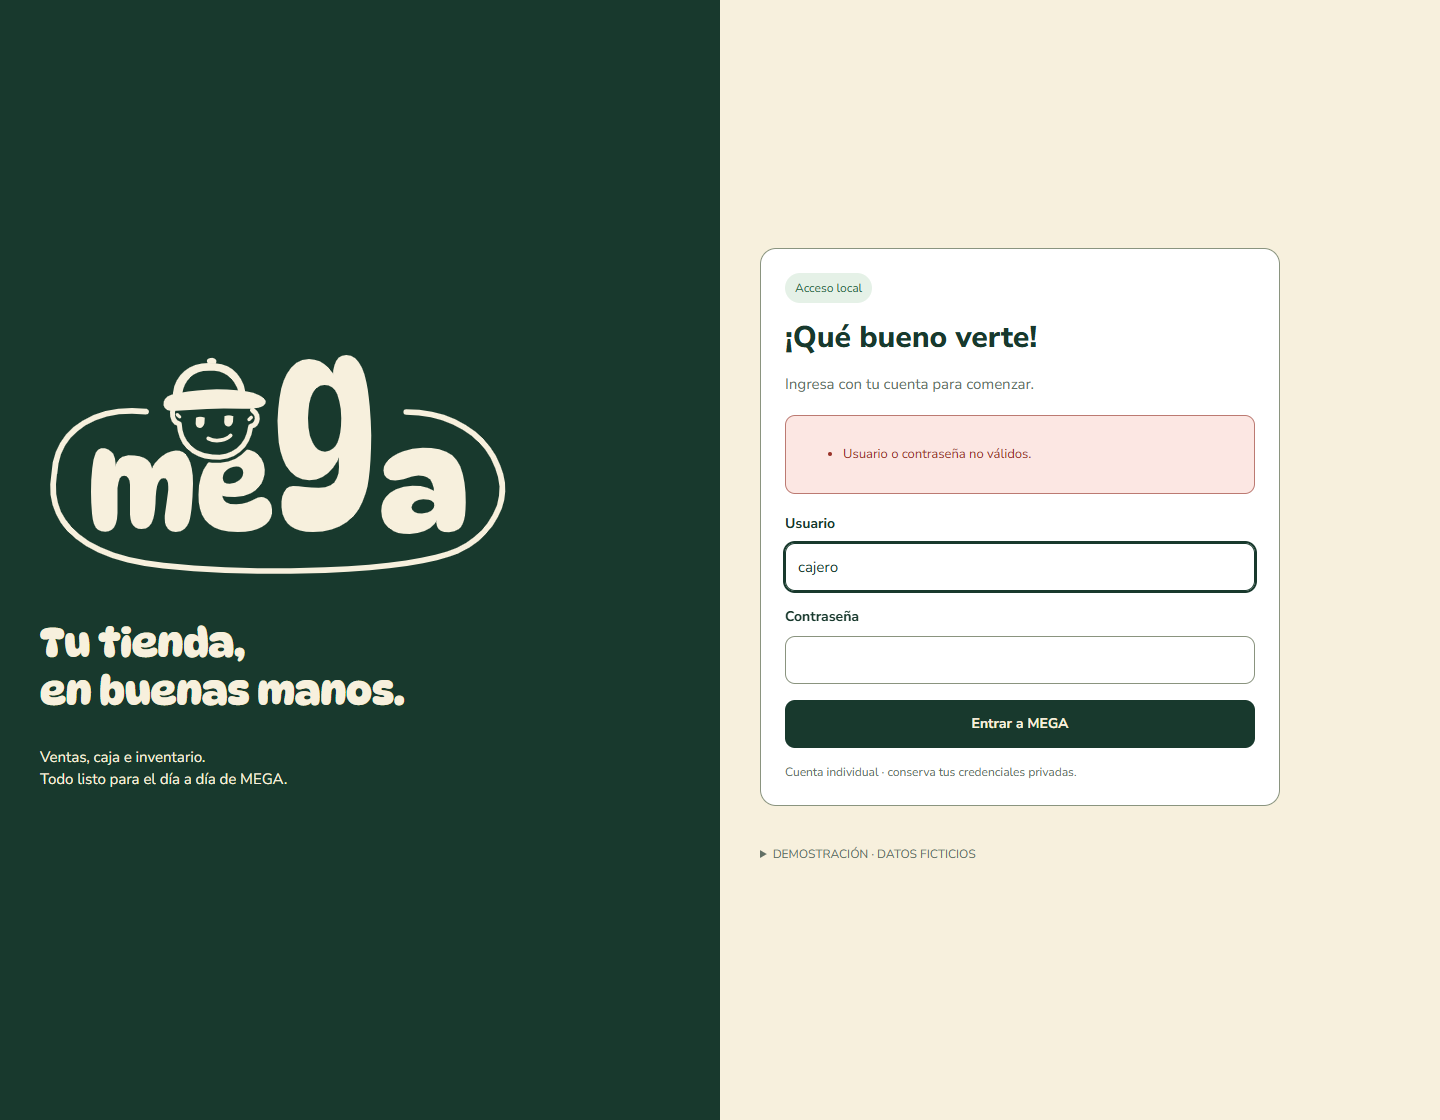 mega
Tu tienda,
en buenas manos.
Ventas, caja e inventario.
Todo listo para el día a día de MEGA.
Acceso local
¡Qué bueno verte!
Ingresa con tu cuenta para comenzar.
• Usuario o contraseña no válidos.
Usuario
cajero
Contraseña
Entrar a MEGA
Cuenta individual · conserva tus credenciales privadas.
DEMOSTRACIÓN · DATOS FICTICIOS